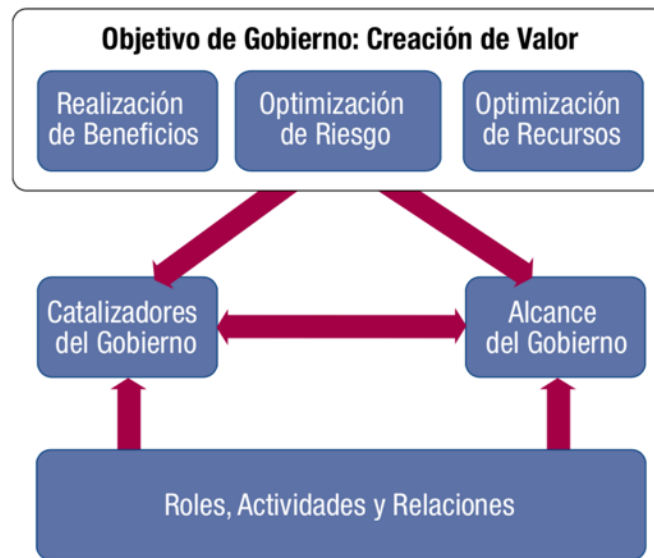 Objetivo de Gobierno: Creación de Valor
Realización
de Beneficios
Optimización
de Riesgo
Optimización
de Recursos
Catalizadores
del Gobierno
Alcance
del Gobierno
Roles, Actividades y Relaciones